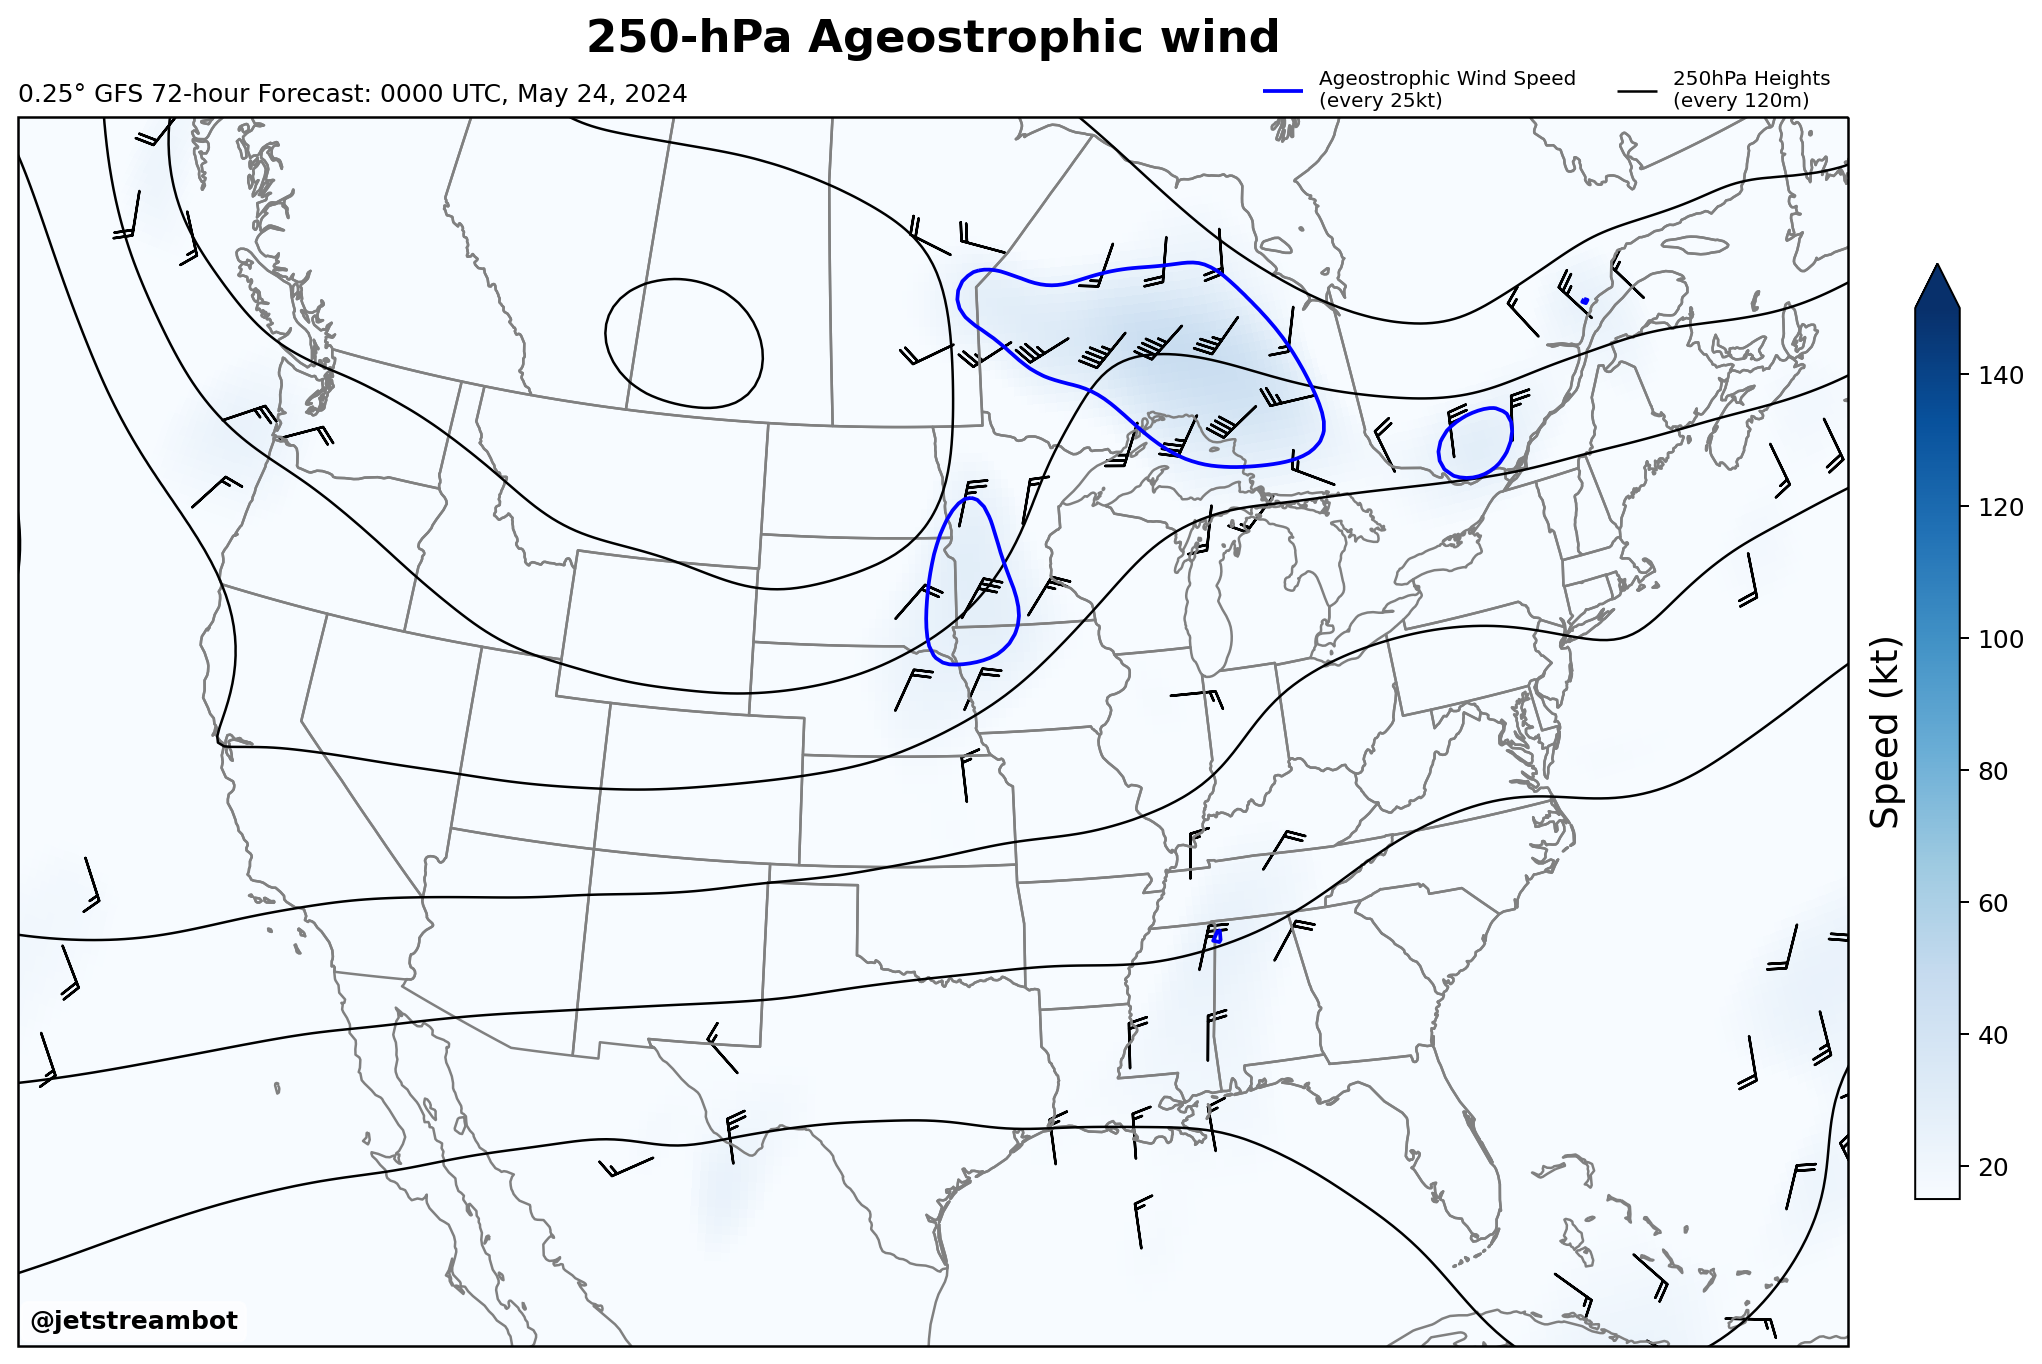 250-hPa Ageostrophic wind
0.25° GFS 72-hour Forecast: 0000 UTC, May 24, 2024
Ageostrophic Wind Speed
(every 25kt)
250hPa Heights
(every 120m)
140
120
100
80
60
40
20
Speed (kt)
@jetstreambot